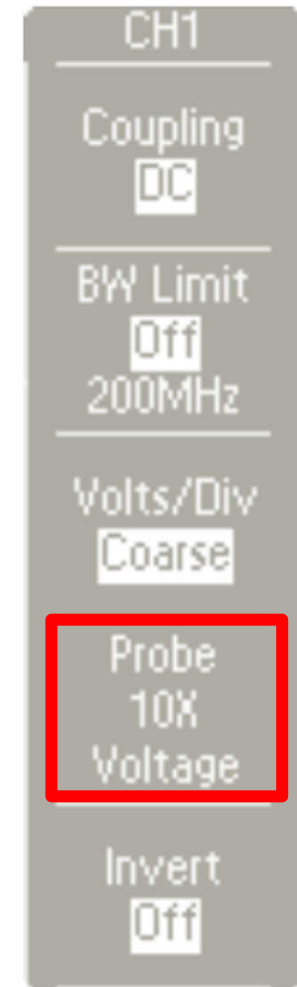 CH1
Coupling
DC
BW Limit
Off
200MHz
Volts/Div
Coarse
Probe
10X
Voltage
Invert
Off